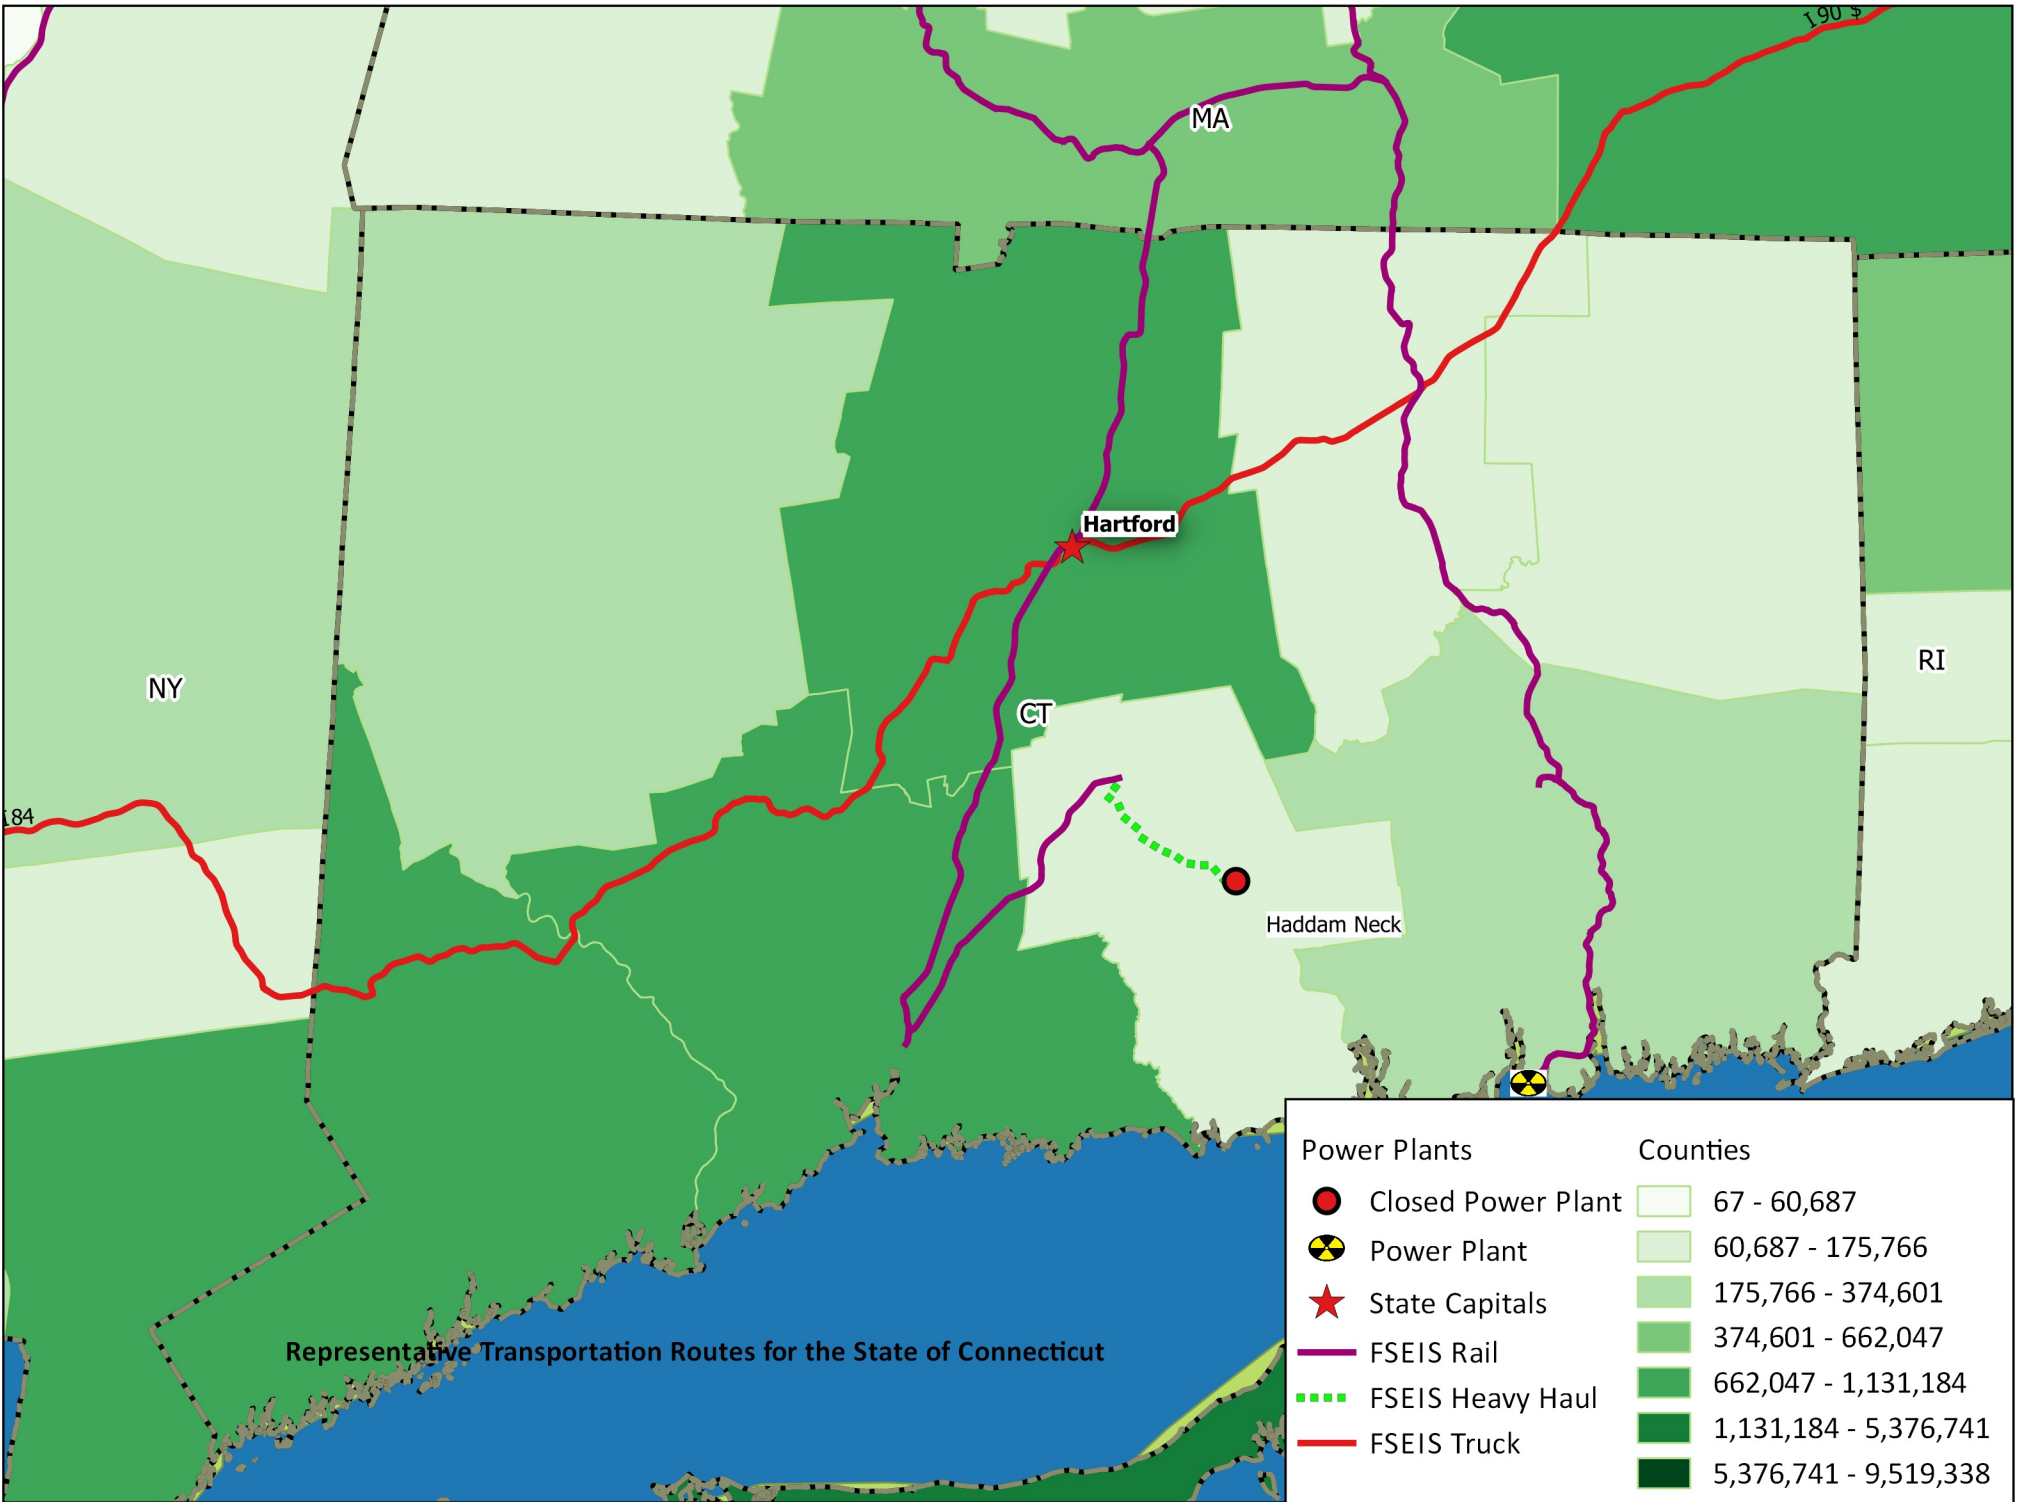 I 90 $
MA
Hartford
NY
RI
CT
I84
Haddam Neck
Representative Transportation Routes for the State of Connecticut
Power Plants
Closed Power Plant
Power Plant
State Capitals
FSEIS Rail
FSEIS Heavy Haul
FSEIS Truck
Counties
67 - 60,687
60,687 - 175,766
175,766 - 374,601
374,601 - 662,047
662,047 - 1,131,184
1,131,184 - 5,376,741
5,376,741 - 9,519,338